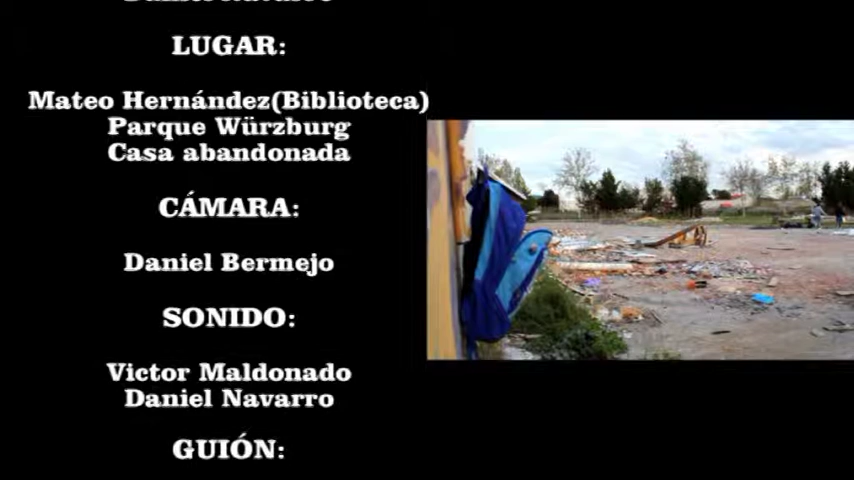 LUGAR:
Mateo Hernández(Biblioteca)
Parque Würzburg
Casa abandonada
CÁMARA:
Daniel Bermejo
SONIDO:
Victor Maldonado
Daniel Navarro
GUIÓN: